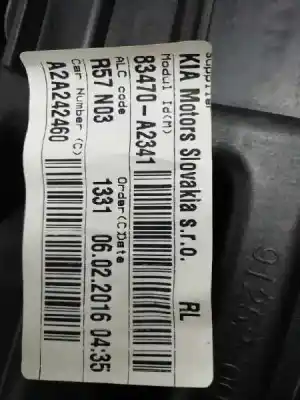 Supplier
KIA Motors Slovakia s.r.o. RL
Modul Id(M)
83470-A2341
ALC code Order(C)Date
R57 N03 1331 06.02.2016 04:35
Car Number (C)
A2A242460